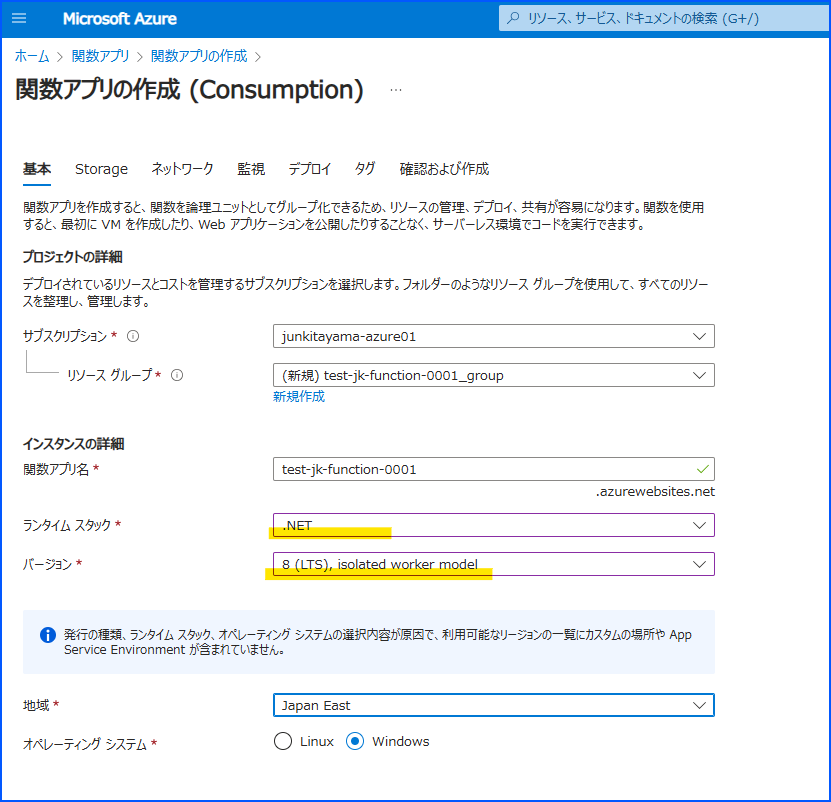 Microsoft Azure
リソース、サービス、ドキュメントの検索 (G+/)
ホーム > 関数アプリ > 関数アプリの作成 >
関数アプリの作成 (Consumption) ...
基本 Storage ネットワーク 監視 デプロイ タグ 確認および作成
関数アプリを作成すると、関数を論理ユニットとしてグループ化できるため、リソースの管理、デプロイ、共有が容易になります。関数を使用
すると、最初に VM を作成したり、Web アプリケーションを公開したりすることなく、サーバーレス環境でコードを実行できます。
プロジェクトの詳細
デプロイされているリソースとコストを管理するサブスクリプションを選択します。フォルダーのようなリソース グループを使用して、すべてのリソー
スを整理し、管理します。
サブスクリプション *
junkitayama-azure01
リソース グループ *
(新規) test-jk-function-0001_group
新規作成
インスタンスの詳細
関数アプリ名 *
test-jk-function-0001
.azurewebsites.net
ランタイム スタック *
.NET
バージョン *
8 (LTS), isolated worker model
発行の種類、ランタイム スタック、オペレーティング システムの選択内容が原因で、利用可能なリージョンの一覧にカスタムの場所や App
Service Environment が含まれていません。
地域 *
Japan East
オペレーティング システム *
Linux Windows